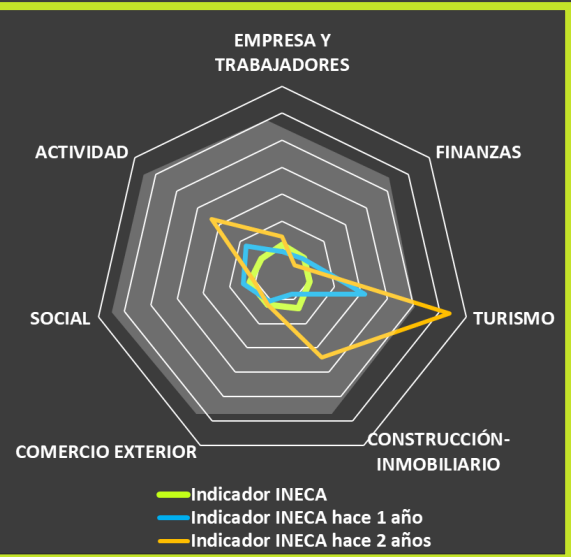 EMPRESA Y
TRABAJADORES
ACTIVIDAD
FINANZAS
SOCIAL
TURISMO
COMERCIO EXTERIOR
CONSTRUCCIÓN-
INMOBILIARIO
Indicador INECA
Indicador INECA hace 1 año
Indicador INECA hace 2 años